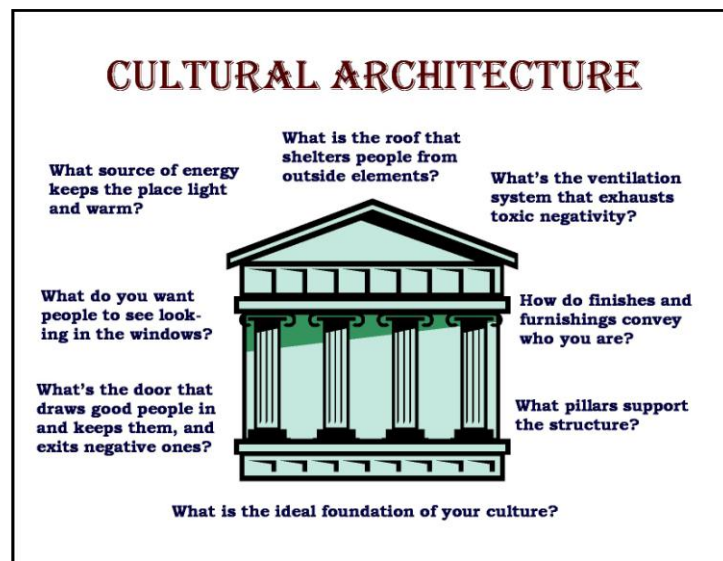 CULTURAL ARCHITECTURE
What is the roof that
shelters people from
outside elements?
What source of energy
keeps the place light
and warm?
What's the ventilation
system that exhausts
toxic negativity?
What do you want
people to see look-
ing in the windows?
How do finishes and
furnishings convey
who you are?
What's the door that
draws good people in
and keeps them, and
exits negative ones?
What pillars support
the structure?
What is the ideal foundation of your culture?